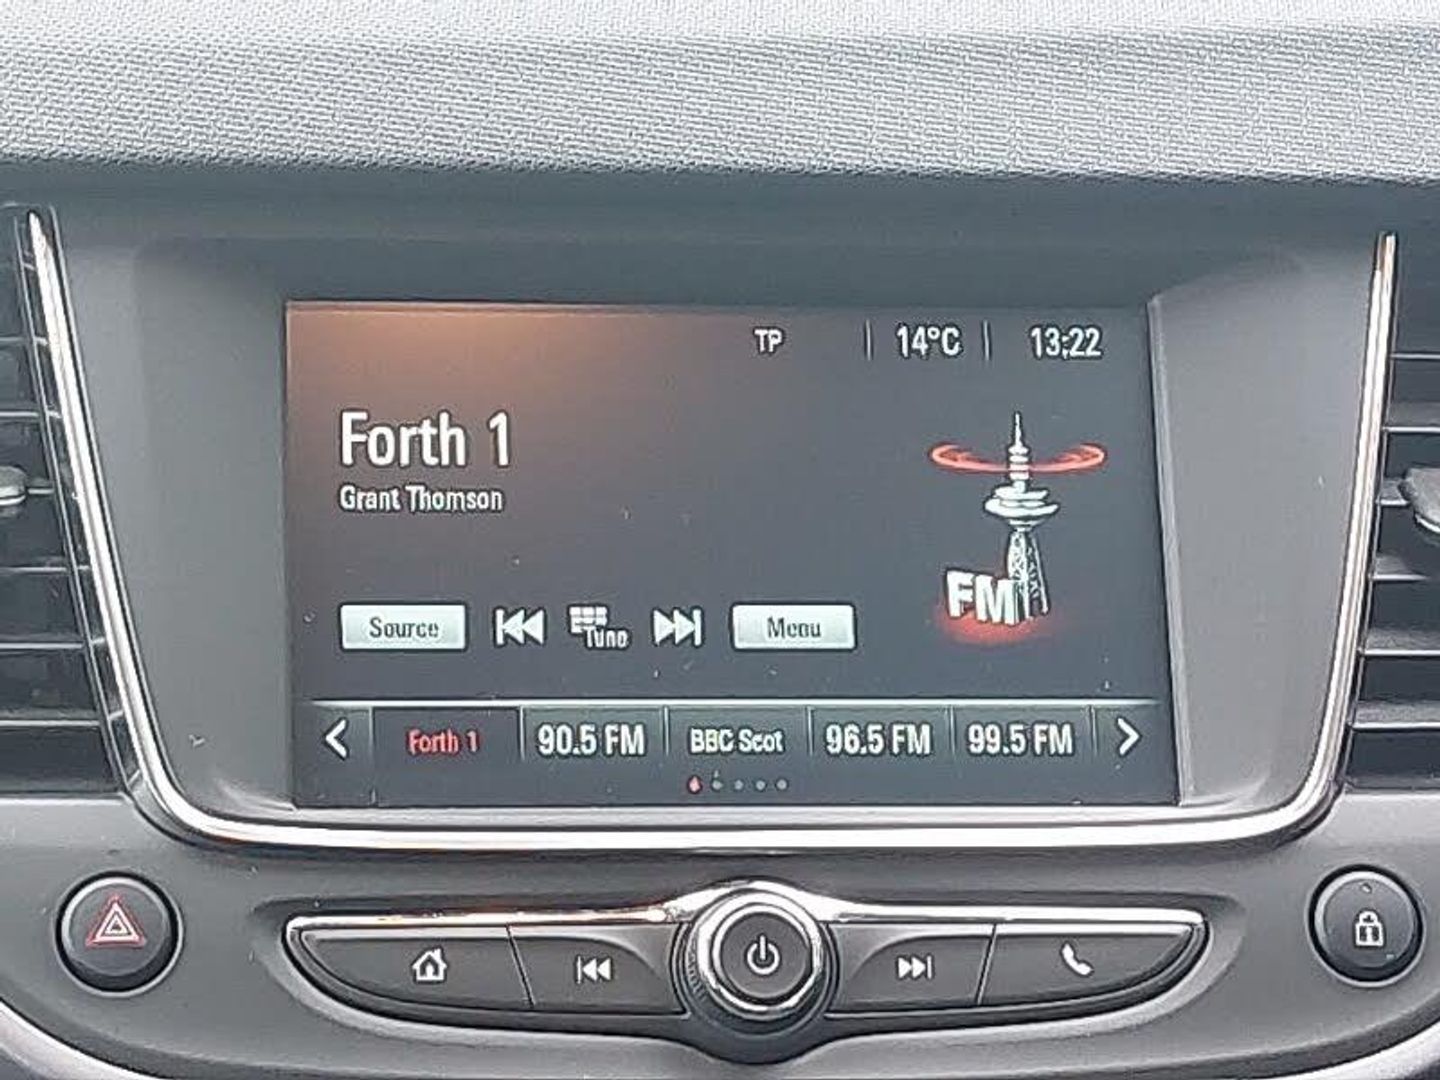 TP 14°C 13:22
Forth 1
Grant Thomson
Source Tune Menu
FM
Forth 1 90.5 FM BBC Scot 96.5 FM 99.5 FM